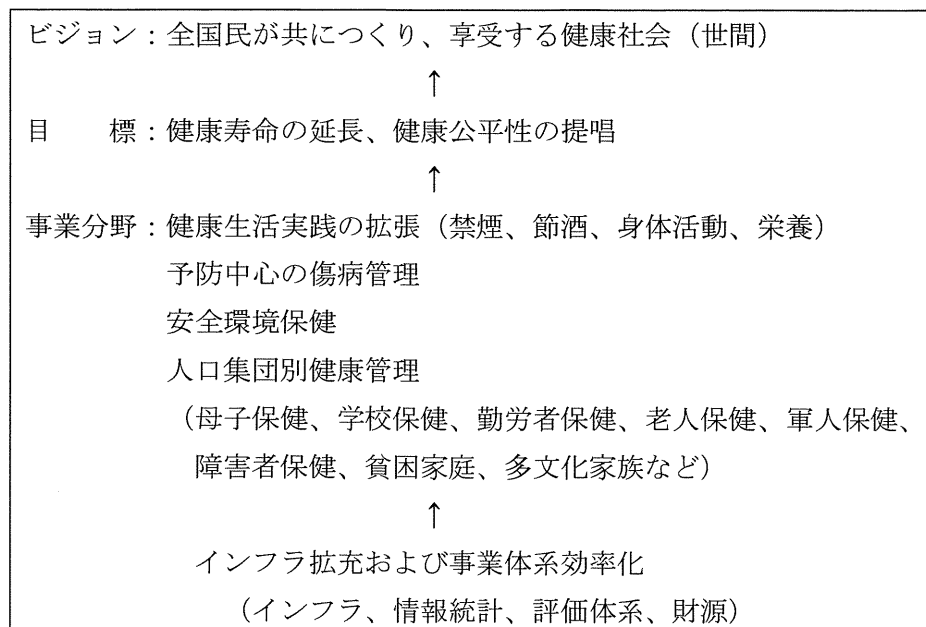 ビジョン：全国民が共につくり、享受する健康社会（世間）
↑
目　　標：健康寿命の延長、健康公平性の提唱
↑
事業分野：健康生活実践の拡張（禁煙、節酒、身体活動、栄養）
予防中心の傷病管理
安全環境保健
人口集団別健康管理
（母子保健、学校保健、勤労者保健、老人保健、軍人保健、
障害者保健、貧困家庭、多文化家族など）
↑
インフラ拡充および事業体系効率化
（インフラ、情報統計、評価体系、財源）